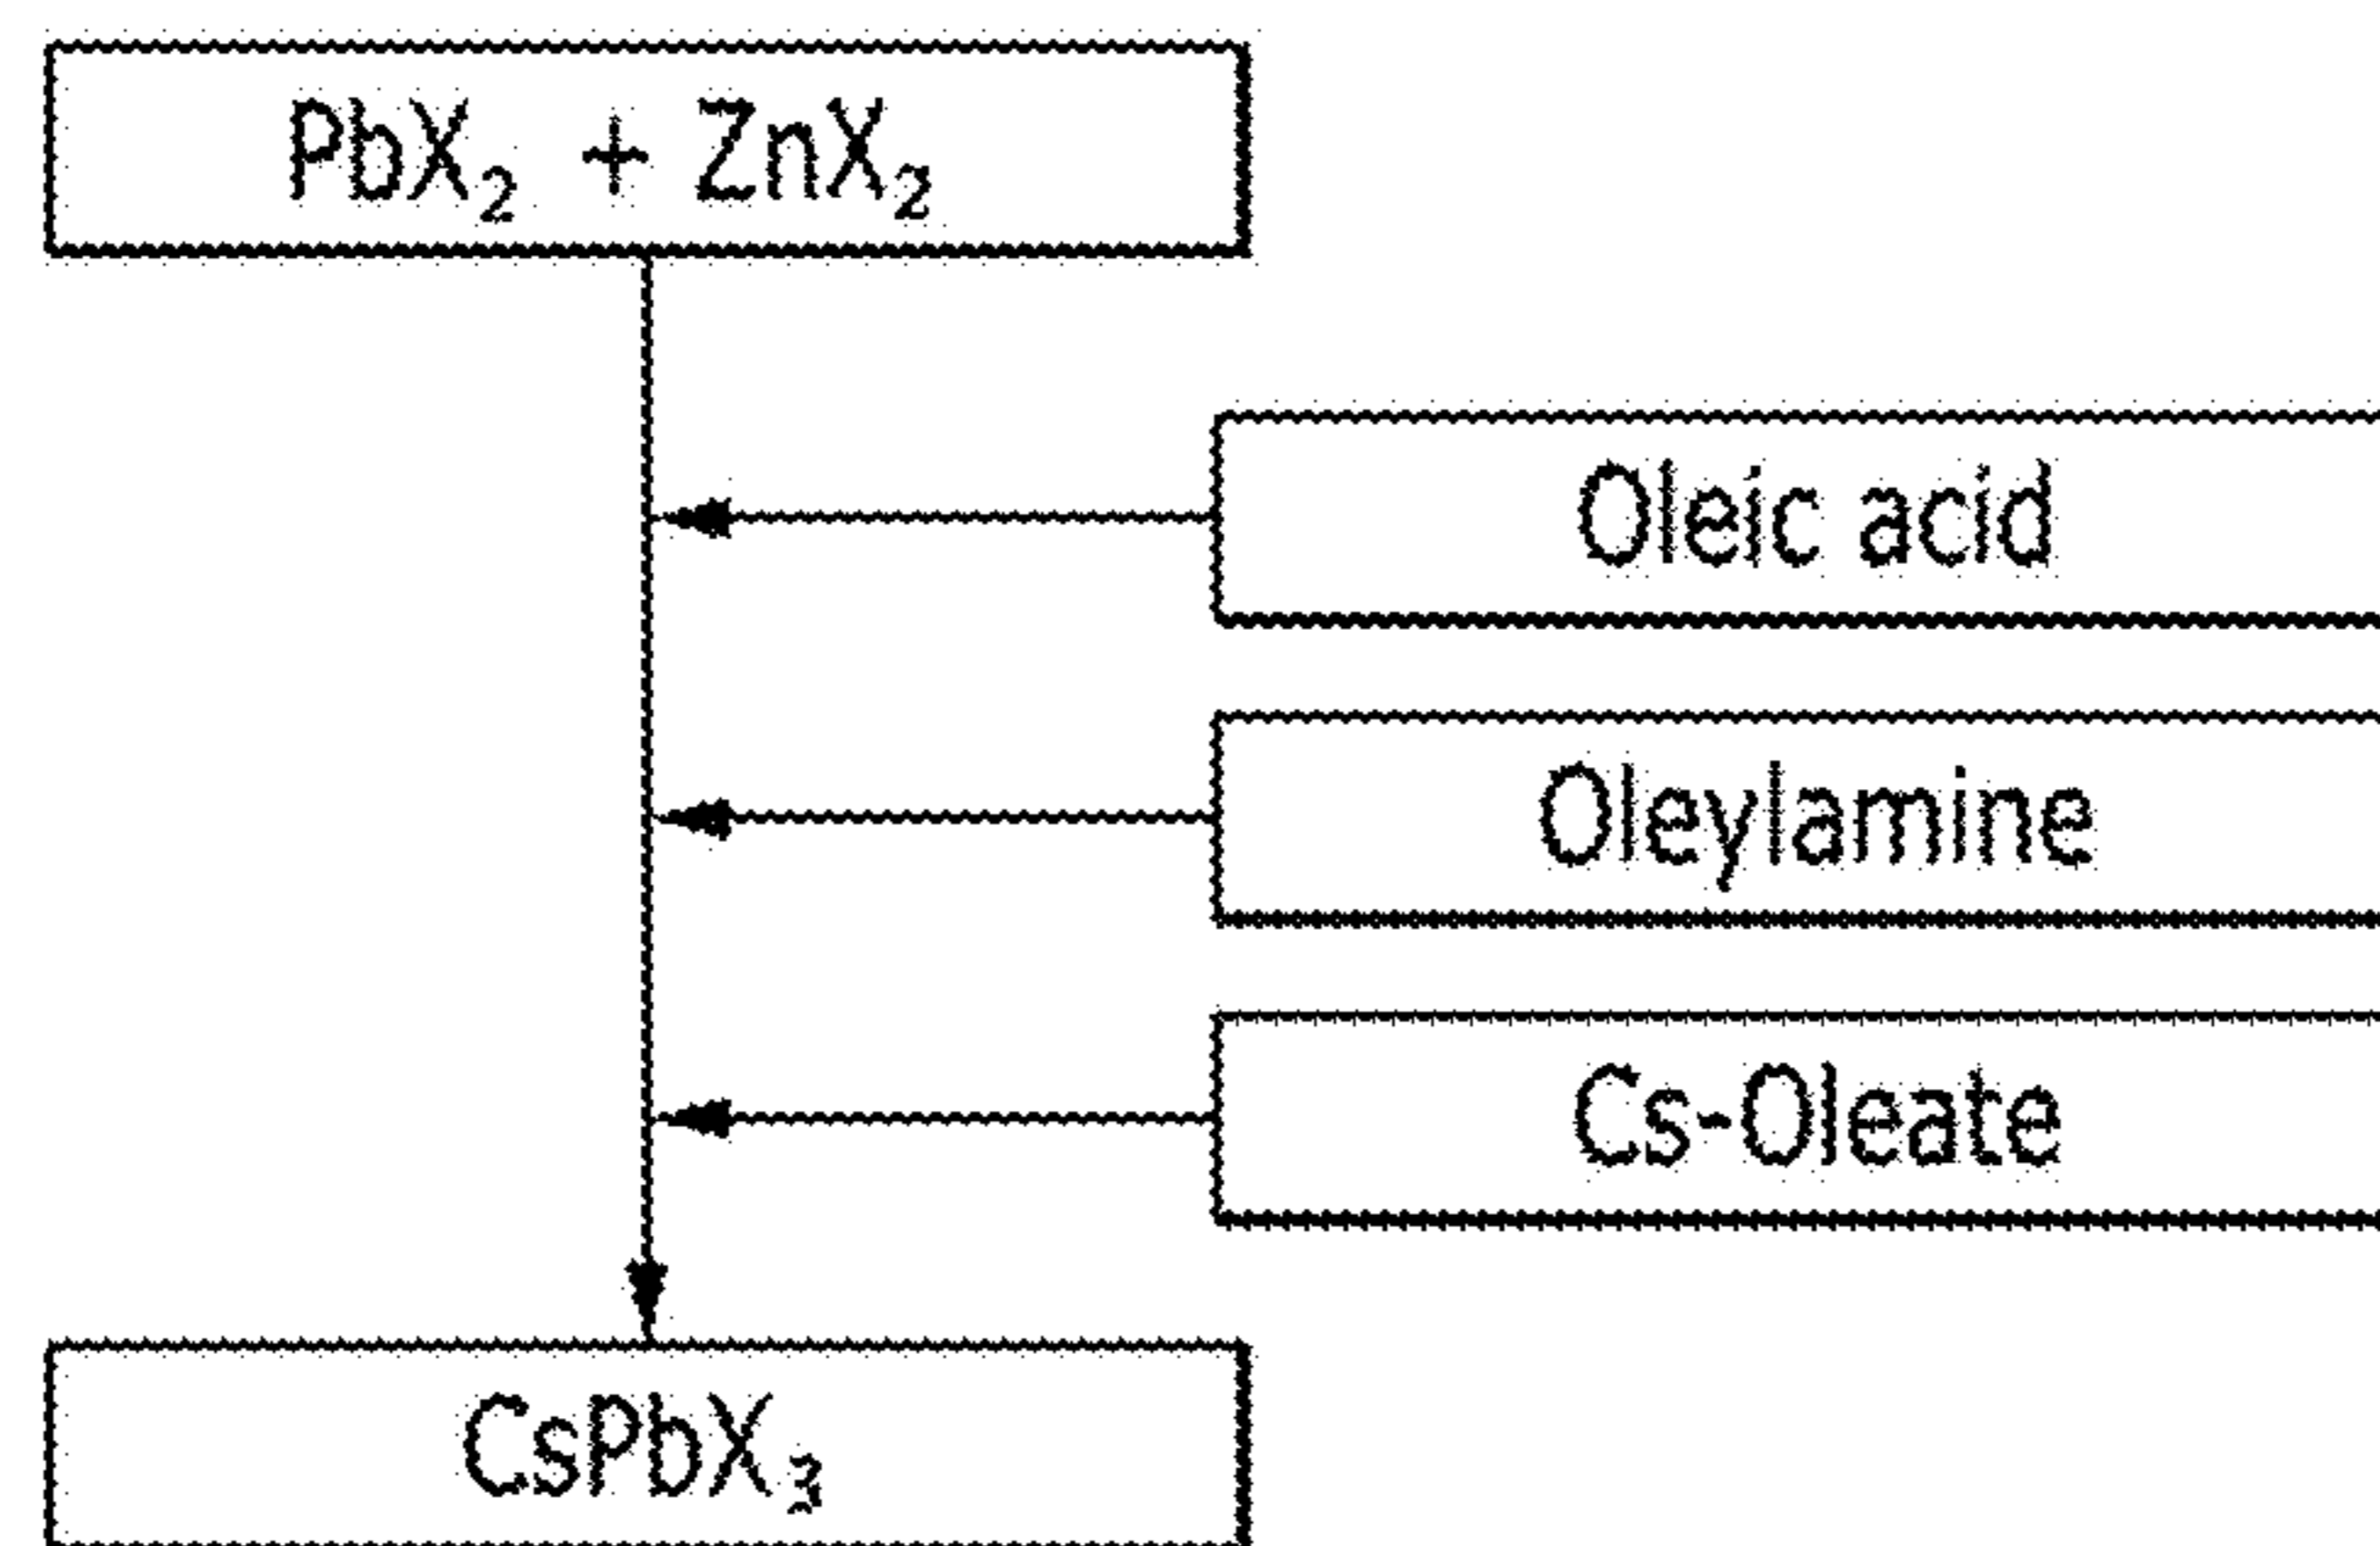 PbX₂ + ZnX₂
Oleic acid
Oleylamine
Cs-Oleate
CsPbX₃